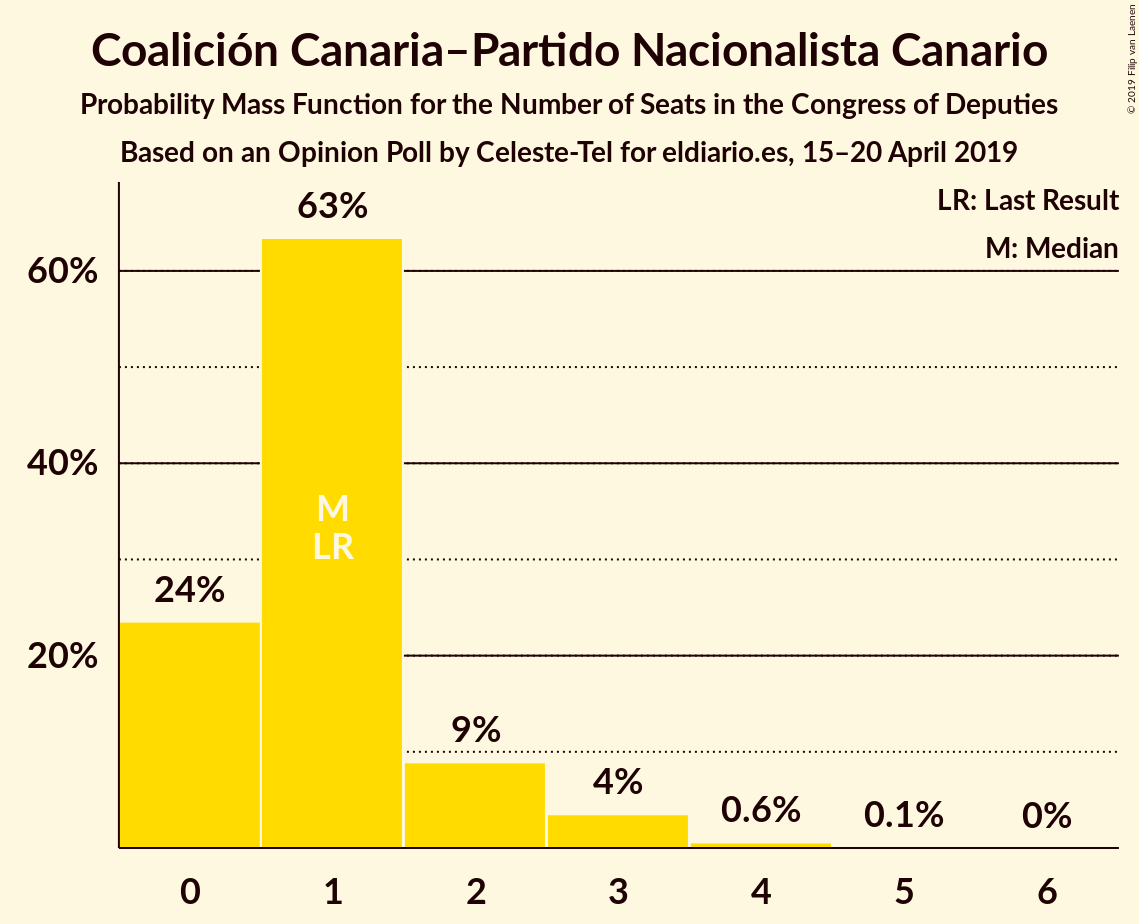 Coalición Canaria–Partido Nacionalista Canario
Probability Mass Function for the Number of Seats in the Congress of Deputies
Based on an Opinion Poll by Celeste-Tel for eldiario.es, 15–20 April 2019
© 2019 Filip van Laenen
LR: Last Result
M: Median
63%
60%
40%
M
LR
24%
20%
9%
4%
0.6%
0.1%
0%
0 1 2 3 4 5 6